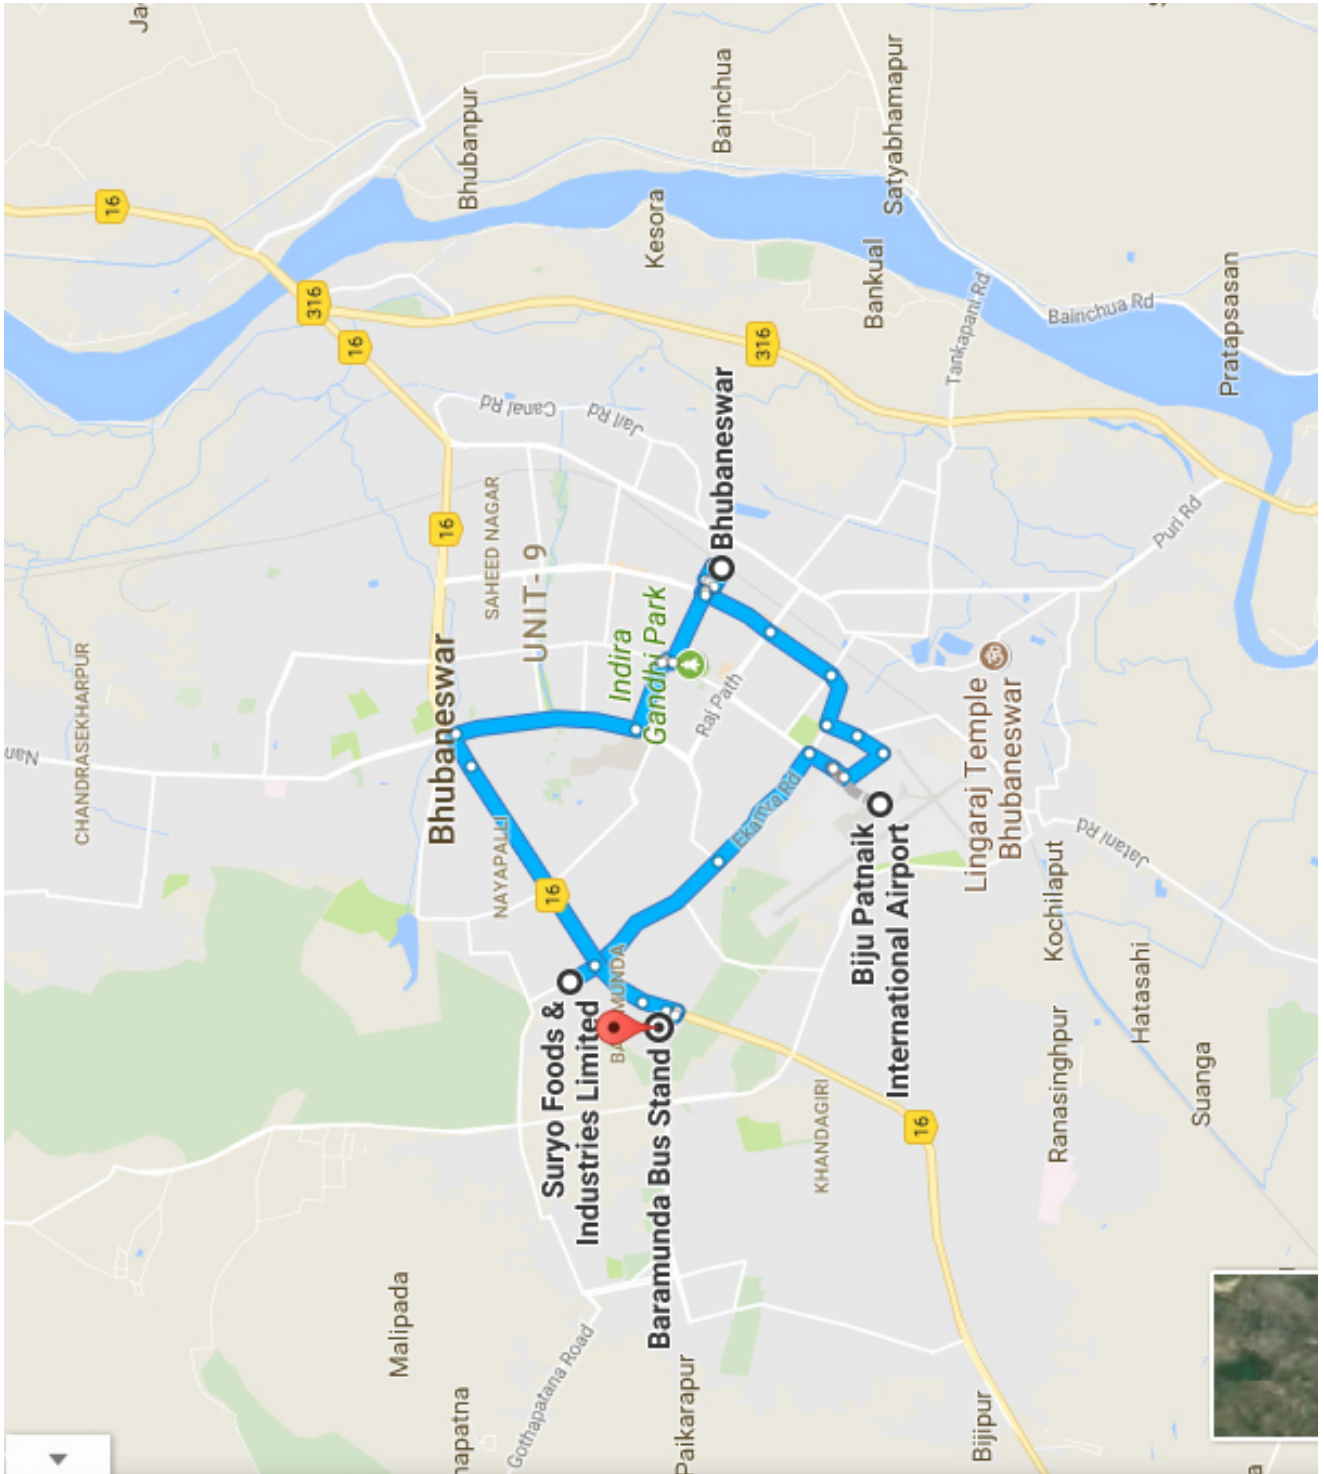 CHANDRASEKHARPUR
16
Nan
316
16
Malipada
Bhubaneswar
16
Bhubanpur
SAHEED NAGAR
NAYAPALLI
Canal Rd
UNIT- 9
16
Gothapatana Road
Suryo Foods &
Industries Limited
Jail Rd
Indira
Gandhi Park
Kesora
Baramunda Bus Stand
Paikarapur
Raj Path
Bhubaneswar
Bainchua
Ekamra Rd
316
KHANDAGIRI
Biju Patnaik
International Airport
Bankual
Satyabhamapur
16
Tankapani Rd
Lingaraj Temple
Bhubaneswar
Bijipur
Kochilaput
Ranasinghpur
Bainchua Rd
Jatani Rd
Hatasahi
Puri Rd
Suanga
Pratapsasan